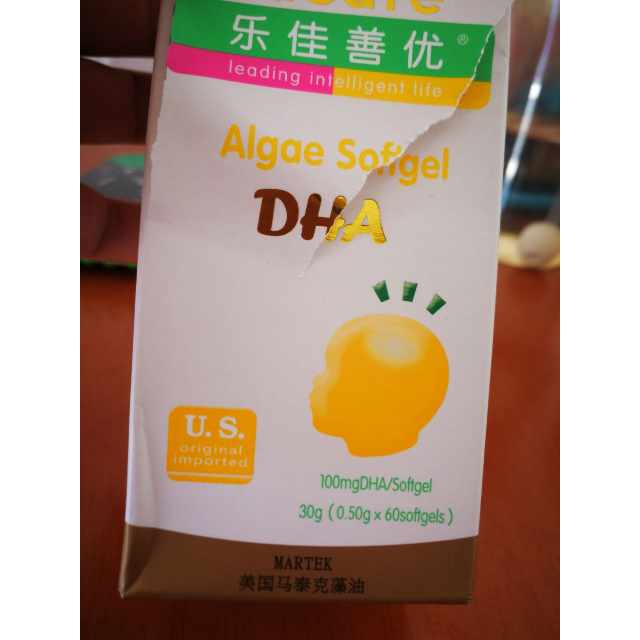 乐佳善优®
leading intelligent life
Algae Softgel
DHA
U.S.
original
imported
100mgDHA/Softgel
30g ( 0.50g x 60softgels )
MARTEK
美国马泰克藻油